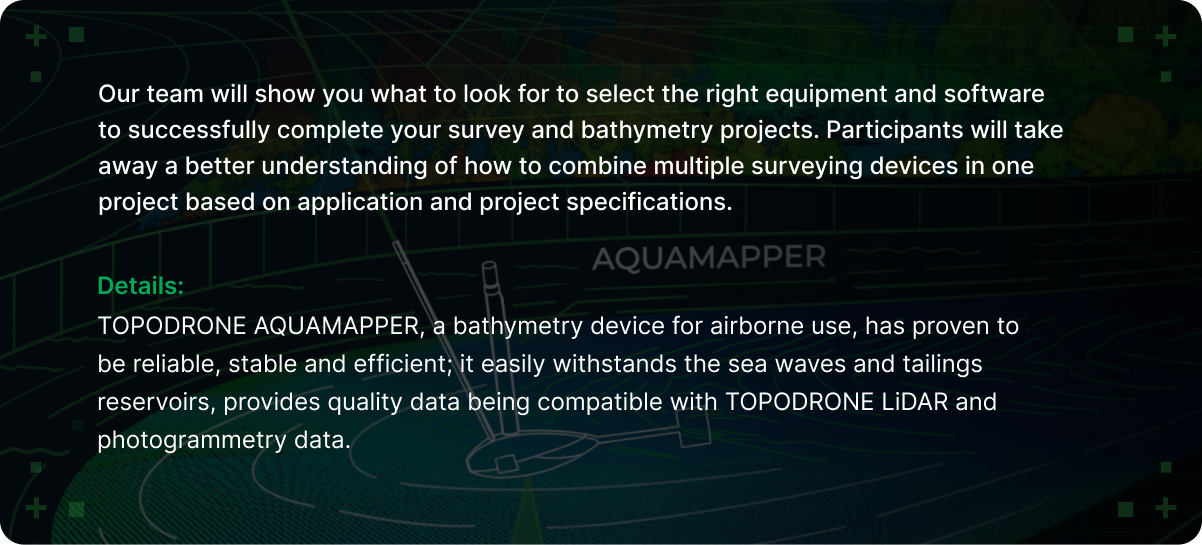 Our team will show you what to look for to select the right equipment and software
to successfully complete your survey and bathymetry projects. Participants will take
away a better understanding of how to combine multiple surveying devices in one
project based on application and project specifications.
AQUAMAPPER
Details:
TOPODRONE AQUAMAPPER, a bathymetry device for airborne use, has proven to
be reliable, stable and efficient; it easily withstands the sea waves and tailings
reservoirs, provides quality data being compatible with TOPODRONE LiDAR and
photogrammetry data.